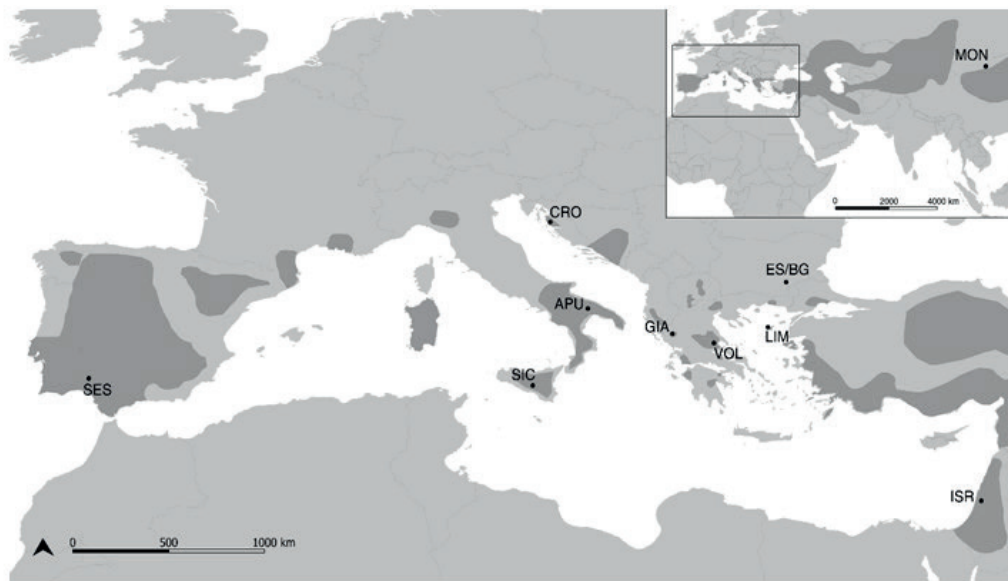 MON
0 2000 4000 km
CRO
ES/BG
APU
GIA
LIM
VOL
SIC
SES
ISR
0 500 1000 km